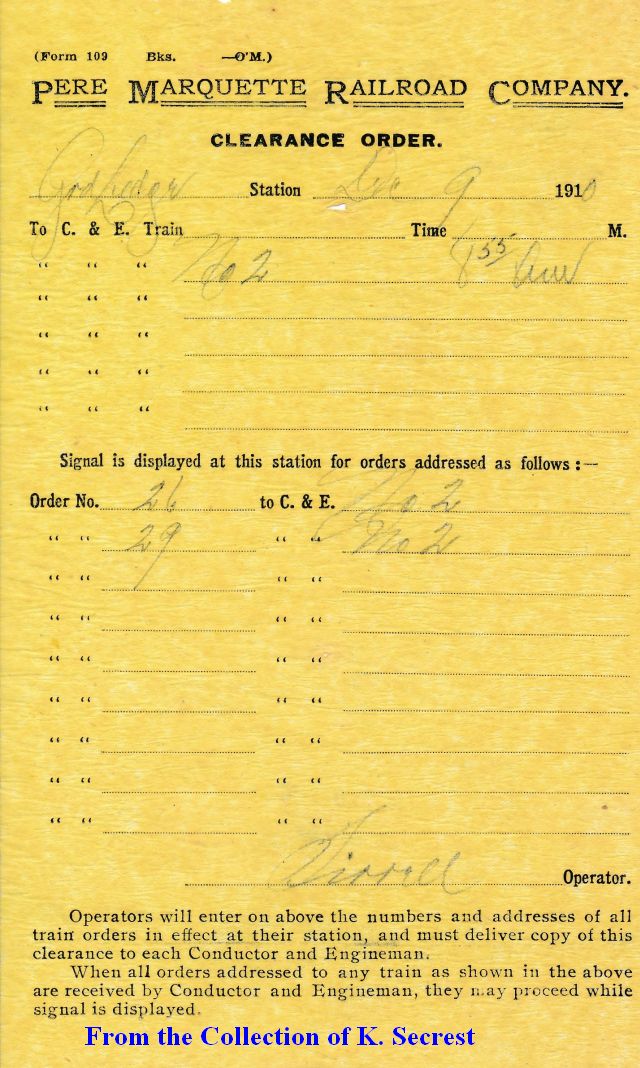 (Form 109 Bks. —O'M.)
PERE MARQUETTE RAILROAD COMPANY.
CLEARANCE ORDER.
Station Dec 9 1910
To C. & E. Train Time M.
" " " No 2 8 55 am
" " "
" " "
" " "
" " "
Signal is displayed at this station for orders addressed as follows :—
Order No. 26 to C. & E. No 2
" " 29 " " No 2
" " " "
" " " "
" " " "
" " " "
" " " "
" " " "
" " " "
Operator.
Operators will enter on above the numbers and addresses of all
train orders in effect at their station, and must deliver copy of this
clearance to each Conductor and Engineman.
When all orders addressed to any train as shown in the above
are received by Conductor and Engineman, they may proceed while
signal is displayed.
From the Collection of K. Secrest